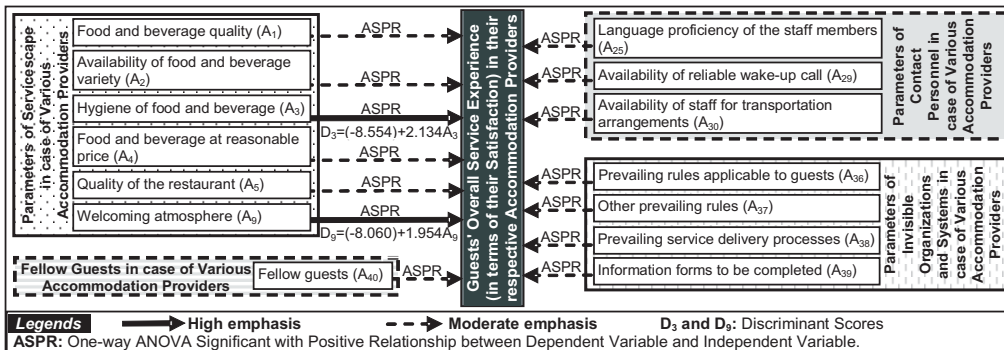 Parameters of Servicescape
in case of Various
Accommodation Providers
Food and beverage quality (A₁)
Availability of food and beverage
variety (A₂)
Hygiene of food and beverage (A₃)
Food and beverage at reasonable
price (A₄)
Quality of the restaurant (A₅)
Welcoming atmosphere (A₉)
ASPR
ASPR
ASPR
D₃=(-8.554)+2.134A₃
ASPR
ASPR
ASPR
D₉=(-8.060)+1.954A₉
Fellow Guests in case of Various
Accommodation Providers
Fellow guests (A₄₀)
ASPR
Guests' Overall Service Experience
(in terms of their Satisfaction) in their
respective Accommodation Providers
ASPR
Language proficiency of the staff members
(A₂₅)
ASPR
Availability of reliable wake-up call (A₂₉)
ASPR
Availability of staff for transportation
arrangements (A₃₀)
Parameters of
Contact
Personnel in
case of Various
Accommodation
Providers
ASPR
Prevailing rules applicable to guests (A₃₆)
ASPR
Other prevailing rules (A₃₇)
ASPR
Prevailing service delivery processes (A₃₈)
ASPR
Information forms to be completed (A₃₉)
Parameters of
Invisible
Organizations
and Systems in
case of Various
Accommodation
Providers
Legends
High emphasis
Moderate emphasis
D₃ and D₉: Discriminant Scores
ASPR: One-way ANOVA Significant with Positive Relationship between Dependent Variable and Independent Variable.